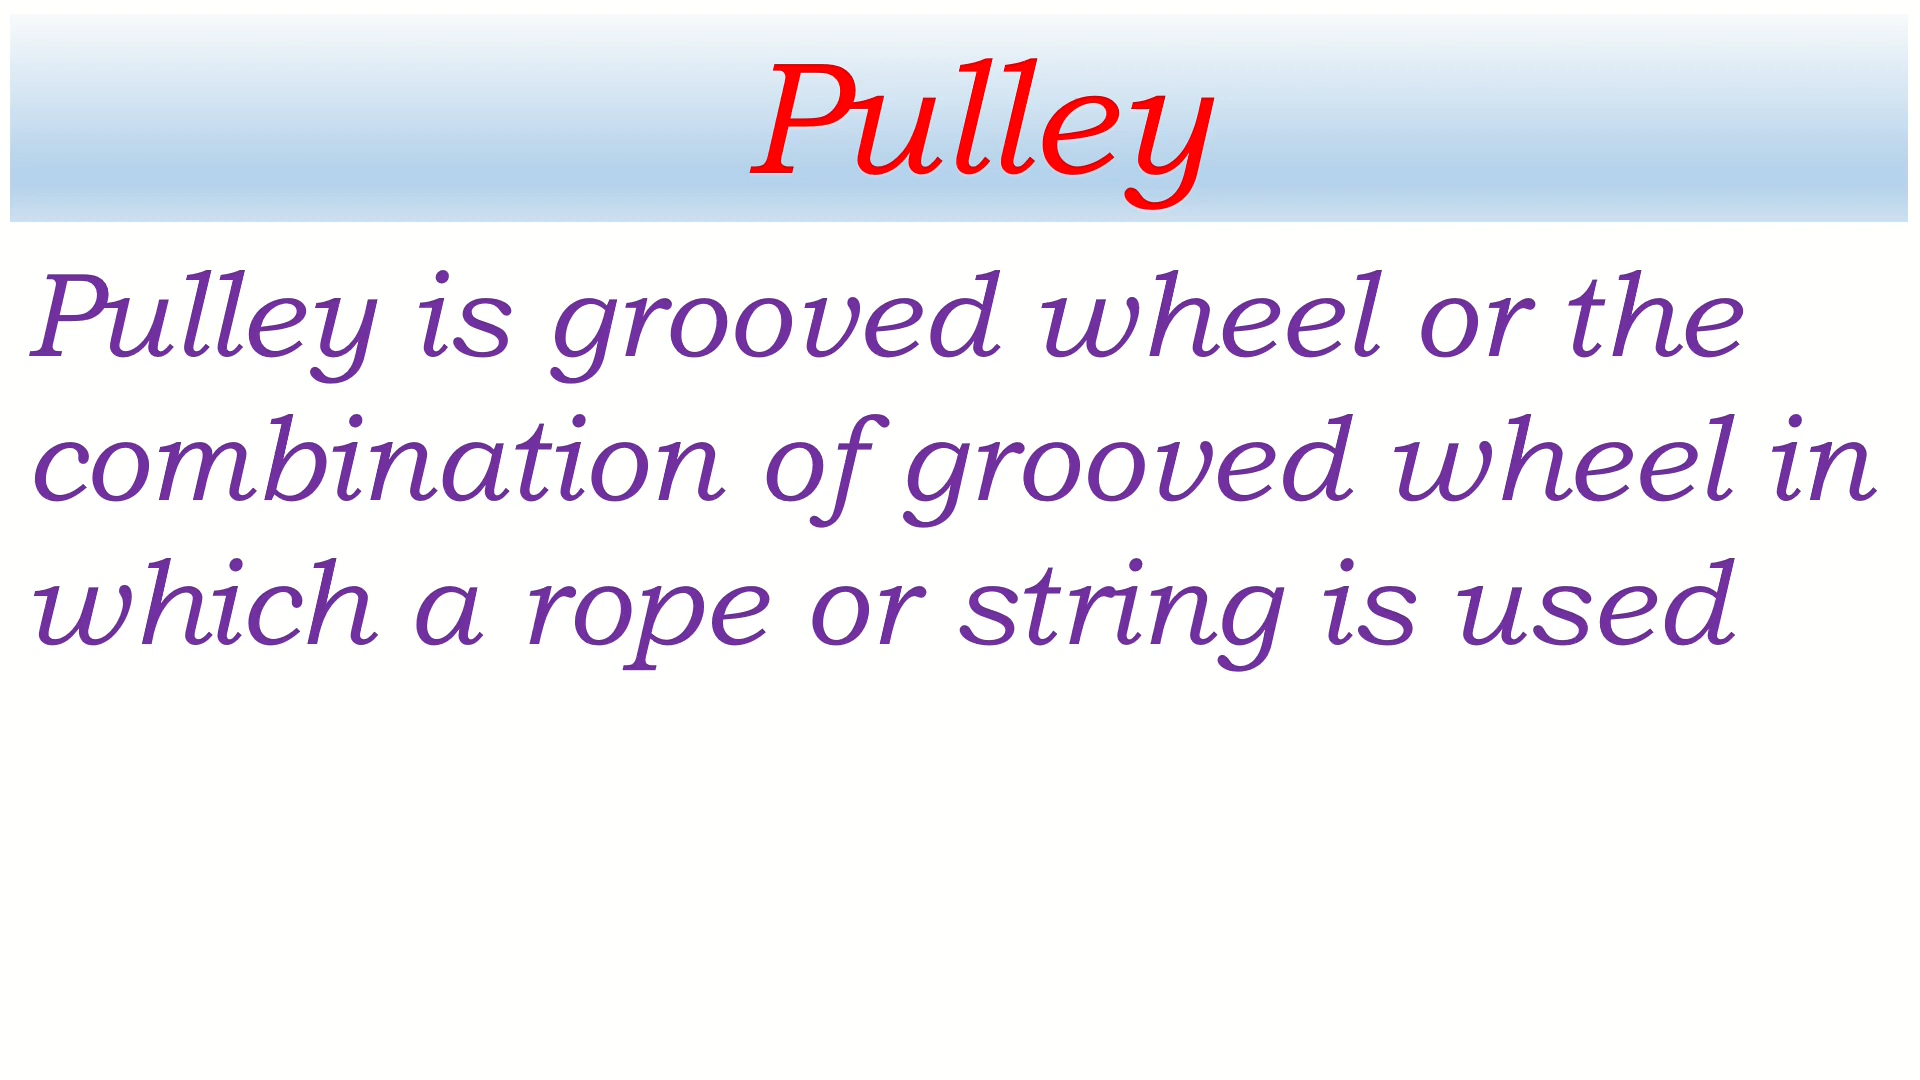 Pulley
Pulley is grooved wheel or the
combination of grooved wheel in
which a rope or string is used